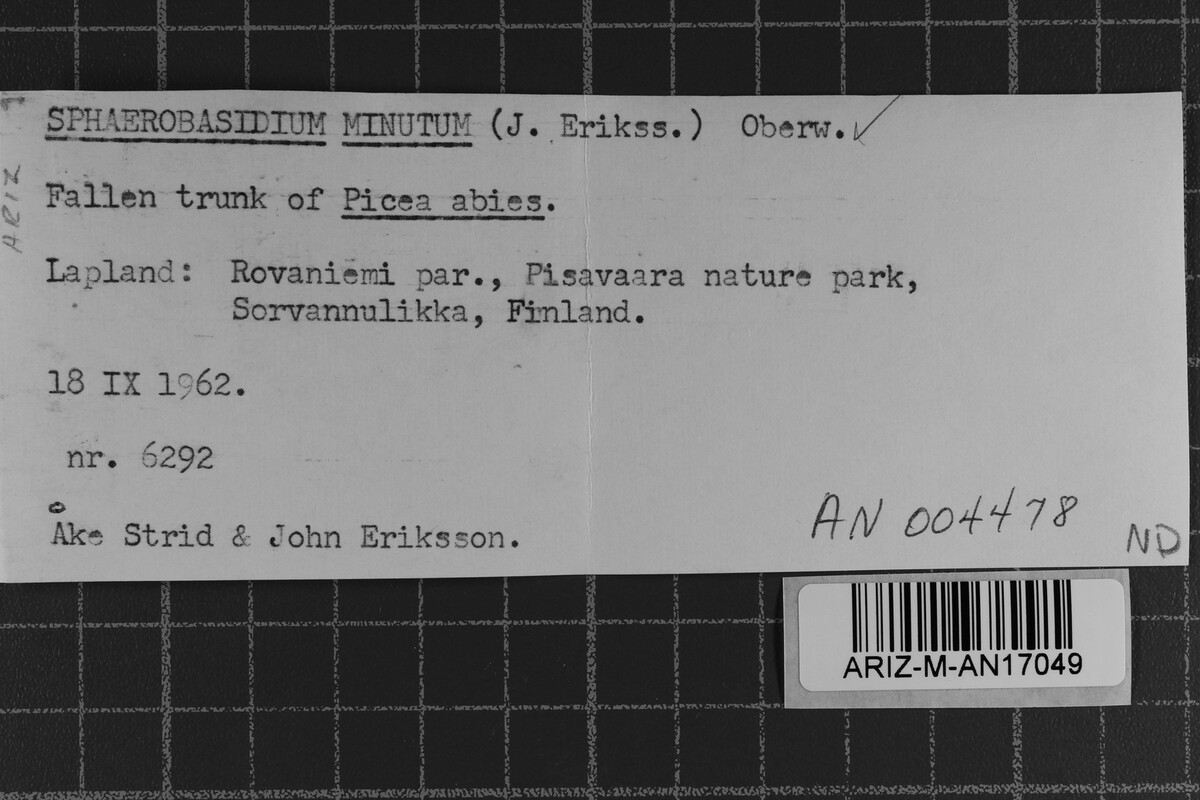 ARIZ
SPHAEROBASIDIUM MINUTUM (J. Erikss.) Oberw. ✓
Fallen trunk of Picea abies.
Lapland: Rovaniemi par., Pisavaara nature park,
Sorvannulikka, Finland.
18 IX 1962.
nr. 6292
Åke Strid & John Eriksson.
AN 004478
ND
ARIZ-M-AN17049